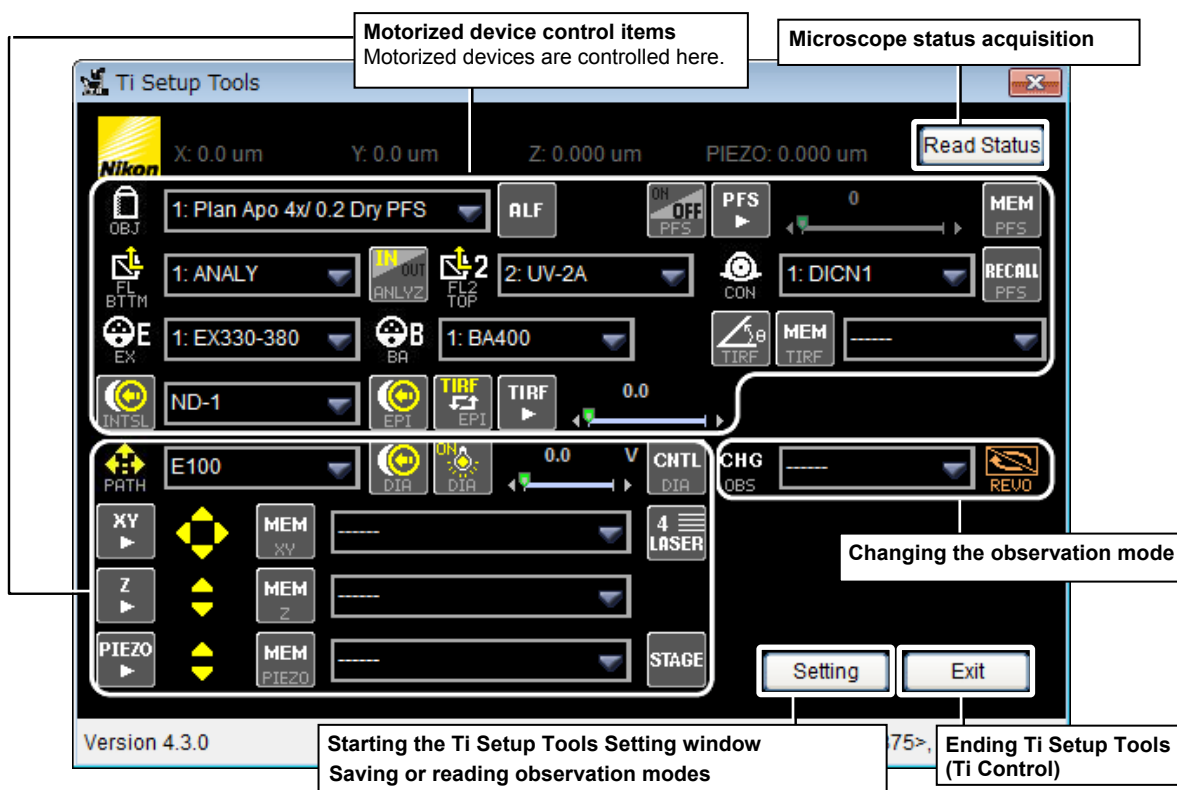 Motorized device control items
Motorized devices are controlled here.
Microscope status acquisition
Ti Setup Tools
Nikon
X: 0.0 um Y: 0.0 um Z: 0.000 um PIEZO: 0.000 um Read Status
OBJ 1: Plan Apo 4x/ 0.2 Dry PFS ALF ON OFF PFS PFS 0 MEM PFS
FL BTTM 1: ANALY IN OUT ANLYZ 2 FL2 TOP 2: UV-2A CON 1: DICN1 RECALL PFS
E EX 1: EX330-380 B BA 1: BA400 θ TIRF MEM TIRF ------
INTSL ND-1 EPI TIRF EPI TIRF 0.0
PATH E100 DIA ON DIA 0.0 V CNTL DIA CHG OBS ------ REVO
XY MEM XY ------ 4 LASER
Changing the observation mode
Z MEM Z ------
PIEZO MEM PIEZO ------ STAGE
Setting Exit
Version 4.3.0 75>,
Starting the Ti Setup Tools Setting window
Saving or reading observation modes
Ending Ti Setup Tools
(Ti Control)